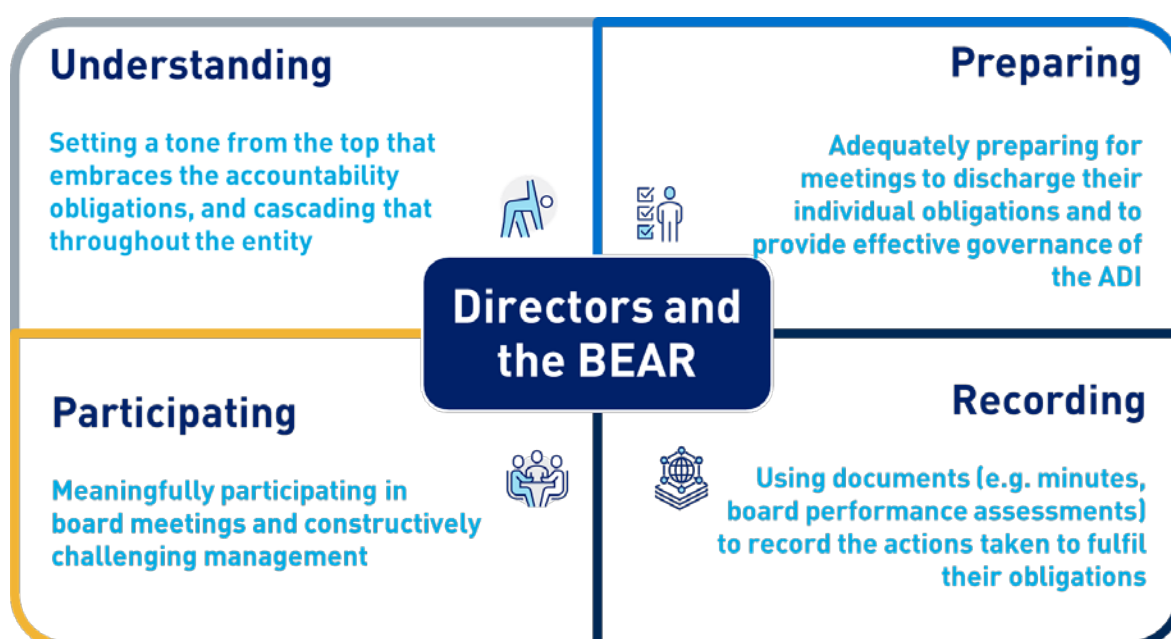 Understanding
Setting a tone from the top that
embraces the accountability
obligations, and cascading that
throughout the entity
Preparing
Adequately preparing for
meetings to discharge their
individual obligations and to
provide effective governance of
the ADI
Directors and
the BEAR
Participating
Meaningfully participating in
board meetings and constructively
challenging management
Recording
Using documents (e.g. minutes,
board performance assessments)
to record the actions taken to fulfil
their obligations